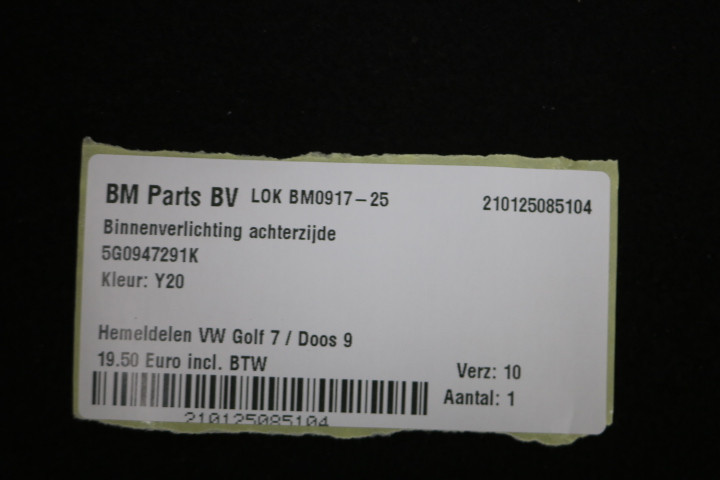 BM Parts BV LOK BM0917-25 210125085104
Binnenverlichting achterzijde
5G0947291K
Kleur: Y20
Hemeldelen VW Golf 7 / Doos 9
19.50 Euro incl. BTW
Verz: 10
Aantal: 1
210125085104